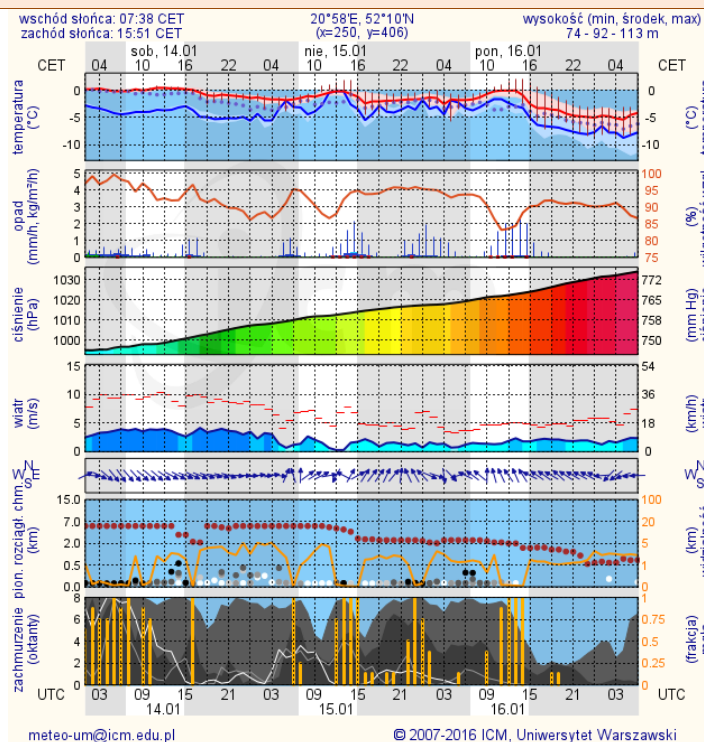 wschód słońca: 07:38 CET 20°58'E, 52°10'N wysokość (min, środek, max)
zachód słońca: 15:51 CET (x=250, y=406) 74 - 92 - 113 m
sob, 14.01 nie, 15.01 pon, 16.01
CET 04 10 16 22 04 10 16 22 04 10 16 22 04 CET
temperatura
(°C)
0
-5
-10
0
-5
-10
(°C)
opad
(mm/h, kg/m²/h)
5
4
3
2
1
0
100
95
90
85
80
75
(%)
ciśnienie
(hPa)
1030
1020
1010
1000
772
765
758
750
(mm Hg)
wiatr
(m/s)
15
10
5
0
54
36
18
0
(km/h)
N
W E
S
N
W
S
pion. rozciągł. chm.
(km)
15.0
7.0
2.0
0.5
0.0
100
20
5
1
0
(km)
zachmurzenie
(oktanty)
8
6
4
2
0
1
0.75
0.5
0.25
0
(frakcja)
UTC 03 09 15 21 03 09 15 21 03 09 15 21 03 UTC
14.01 15.01 16.01
meteo-um@icm.edu.pl © 2007-2016 ICM, Uniwersytet Warszawski